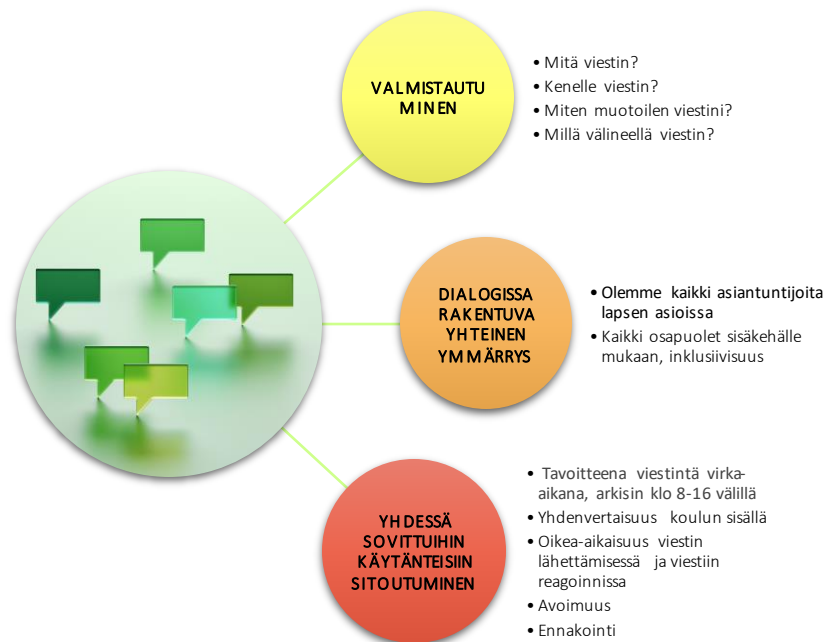 VALMISTAUTU
MINEN
• Mitä viestin?
• Kenelle viestin?
• Miten muotoilen viestini?
• Millä välineellä viestin?
DIALOGISSA
RAKENTUVA
YHTEINEN
YMMÄRRYS
• Olemme kaikki asiantuntijoita
lapsen asioissa
• Kaikki osapuolet sisäkehälle
mukaan, inklusiivisuus
YHDESSÄ
SOVITTUIHIN
KÄYTÄNTEISIIN
SITOUTUMINEN
• Tavoitteena viestintä virka-
aikana, arkisin klo 8-16 välillä
• Yhdenvertaisuus koulun sisällä
• Oikea-aikaisuus viestin
lähettämisessä ja viestiin
reagoinnissa
• Avoimuus
• Ennakointi